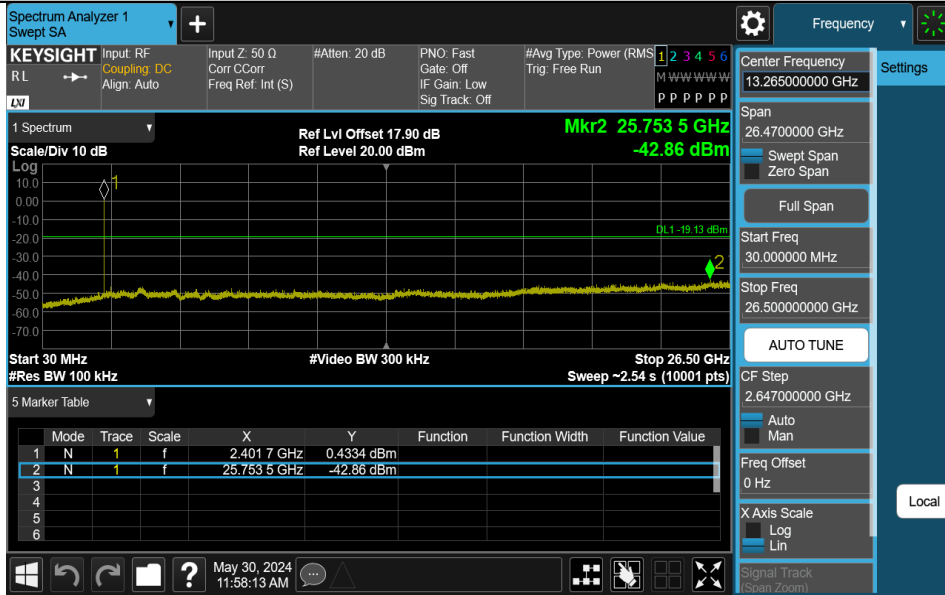 Spectrum Analyzer 1
Swept SA
Frequency
KEYSIGHT
RL
LXI
Input: RF
Coupling: DC
Align: Auto
Input Z: 50 Ω
Corr CCorr
Freq Ref: Int (S)
#Atten: 20 dB
PNO: Fast
Gate: Off
IF Gain: Low
Sig Track: Off
#Avg Type: Power (RMS
Trig: Free Run
1 2 3 4 5 6
M W W W W W
P P P P P P
1 Spectrum
Scale/Div 10 dB
Ref Lvl Offset 17.90 dB
Ref Level 20.00 dBm
Mkr2 25.753 5 GHz
-42.86 dBm
Log
10.0
0.00
-10.0
-20.0
-30.0
-40.0
-50.0
-60.0
-70.0
1
DL1 -19.13 dBm
2
Start 30 MHz
#Video BW 300 kHz
Stop 26.50 GHz
#Res BW 100 kHz
Sweep ~2.54 s (10001 pts)
5 Marker Table
Mode Trace Scale X Y Function Function Width Function Value
1 N 1 f 2.401 7 GHz 0.4334 dBm
2 N 1 f 25.753 5 GHz -42.86 dBm
3
4
5
6
?
May 30, 2024
11:58:13 AM
Center Frequency
13.265000000 GHz
Span
26.4700000 GHz
Swept Span
Zero Span
Full Span
Start Freq
30.000000 MHz
Stop Freq
26.500000000 GHz
AUTO TUNE
CF Step
2.647000000 GHz
Auto
Man
Freq Offset
0 Hz
X Axis Scale
Log
Lin
Signal Track
(Span Zoom)
Settings
Local